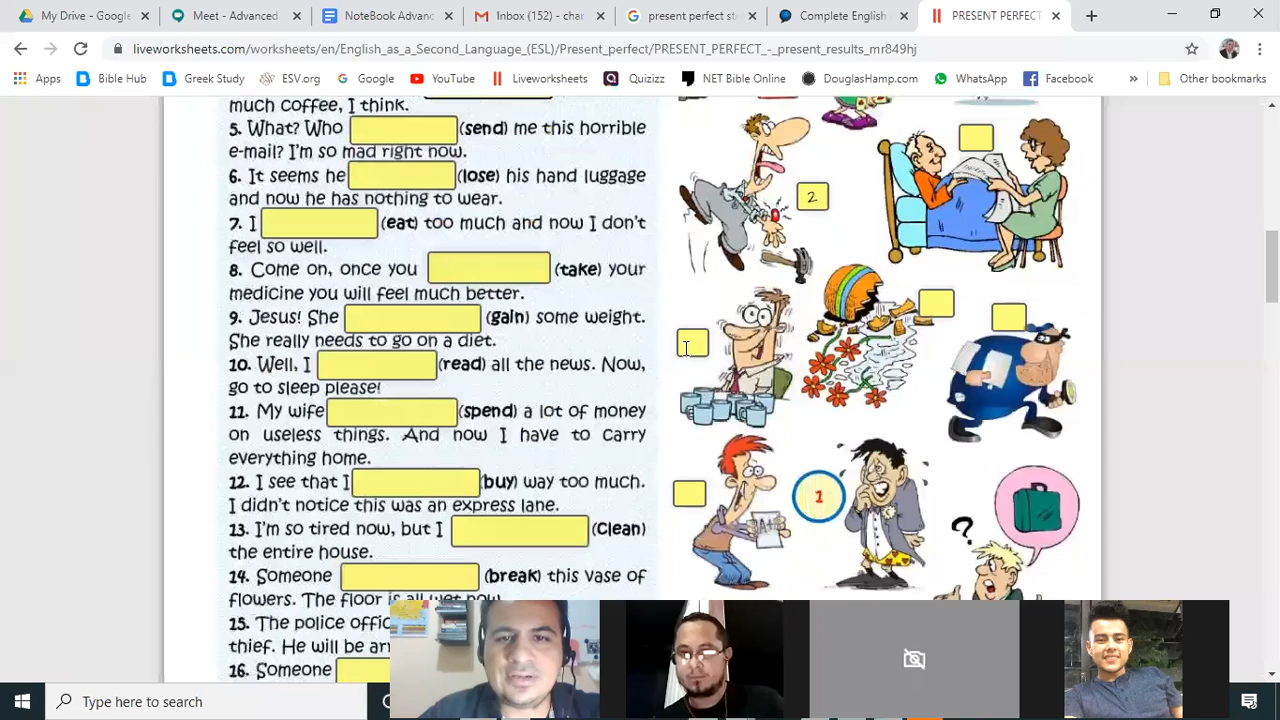 My Drive - Google
Meet - Advanced
NoteBook Advanc
Inbox (152) - char
present perfect
Complete English
PRESENT PERFECT
liveworksheets.com/worksheets/en/English_as_a_Second_Language_(ESL)/Present_perfect/PRESENT_PERFECT_-_present_results_mr849hj
Apps
Bible Hub
Greek Study
ESV.org
Google
YouTube
Liveworksheets
Quizizz
NET Bible Online
DouglasHamp.com
WhatsApp
Facebook
»
Other bookmarks
much coffee, I think.
5. What? Who (send) me this horrible
e-mail? I'm so mad right now.
6. It seems he (lose) his hand luggage
and now he has nothing to wear.
7. I (eat) too much and now I don't
feel so well.
8. Come on, once you (take) your
medicine you will feel much better.
9. Jesus! She (gain) some weight.
She really needs to go on a diet.
10. Well, I (read) all the news. Now,
go to sleep please!
11. My wife (spend) a lot of money
on useless things. And now I have to carry
everything home.
12. I see that I (buy) way too much.
I didn't notice this was an express lane.
13. I'm so tired now, but I (Clean)
the entire house.
14. Someone (break) this vase of
flowers. The floor is all wet now.
15. The police offic
thief. He will be ar
16. Someone
2
A+
1
?
Type here to search